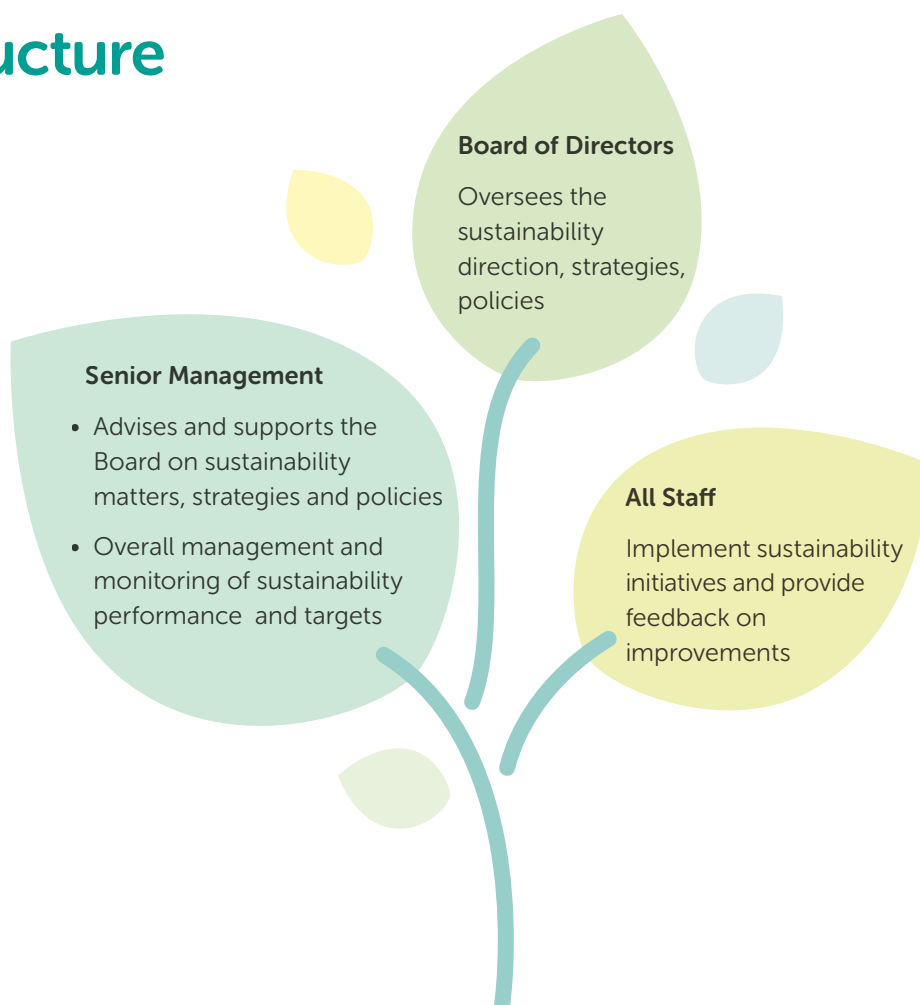 ucture
Board of Directors
Oversees the
sustainability
direction, strategies,
policies
Senior Management
• Advises and supports the
Board on sustainability
matters, strategies and policies
• Overall management and
monitoring of sustainability
performance  and targets
All Staff
Implement sustainability
initiatives and provide
feedback on
improvements